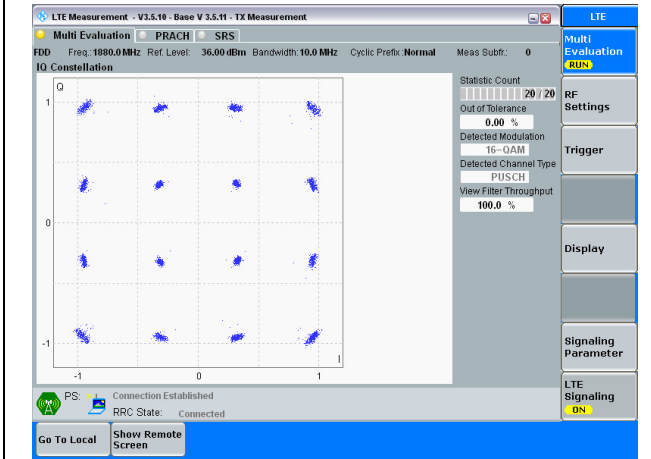 LTE Measurement - V3.5.10 - Base V 3.5.11 - TX Measurement
LTE
Multi Evaluation PRACH SRS
FDD Freq.:1880.0 MHz Ref. Level: 36.00 dBm Bandwidth:10.0 MHz Cyclic Prefix :Normal Meas Subfr.: 0
IQ Constellation
Q
1
0
-1
I
-1 0 1
Statistic Count
20 / 20
Out of Tolerance
0.00 %
Detected Modulation
16-QAM
Detected Channel Type
PUSCH
View Filter Throughput
100.0 %
Multi
Evaluation
RUN
RF
Settings
Trigger
Display
Signaling
Parameter
LTE
Signaling
ON
PS: Connection Established
RRC State: Connected
Go To Local
Show Remote
Screen